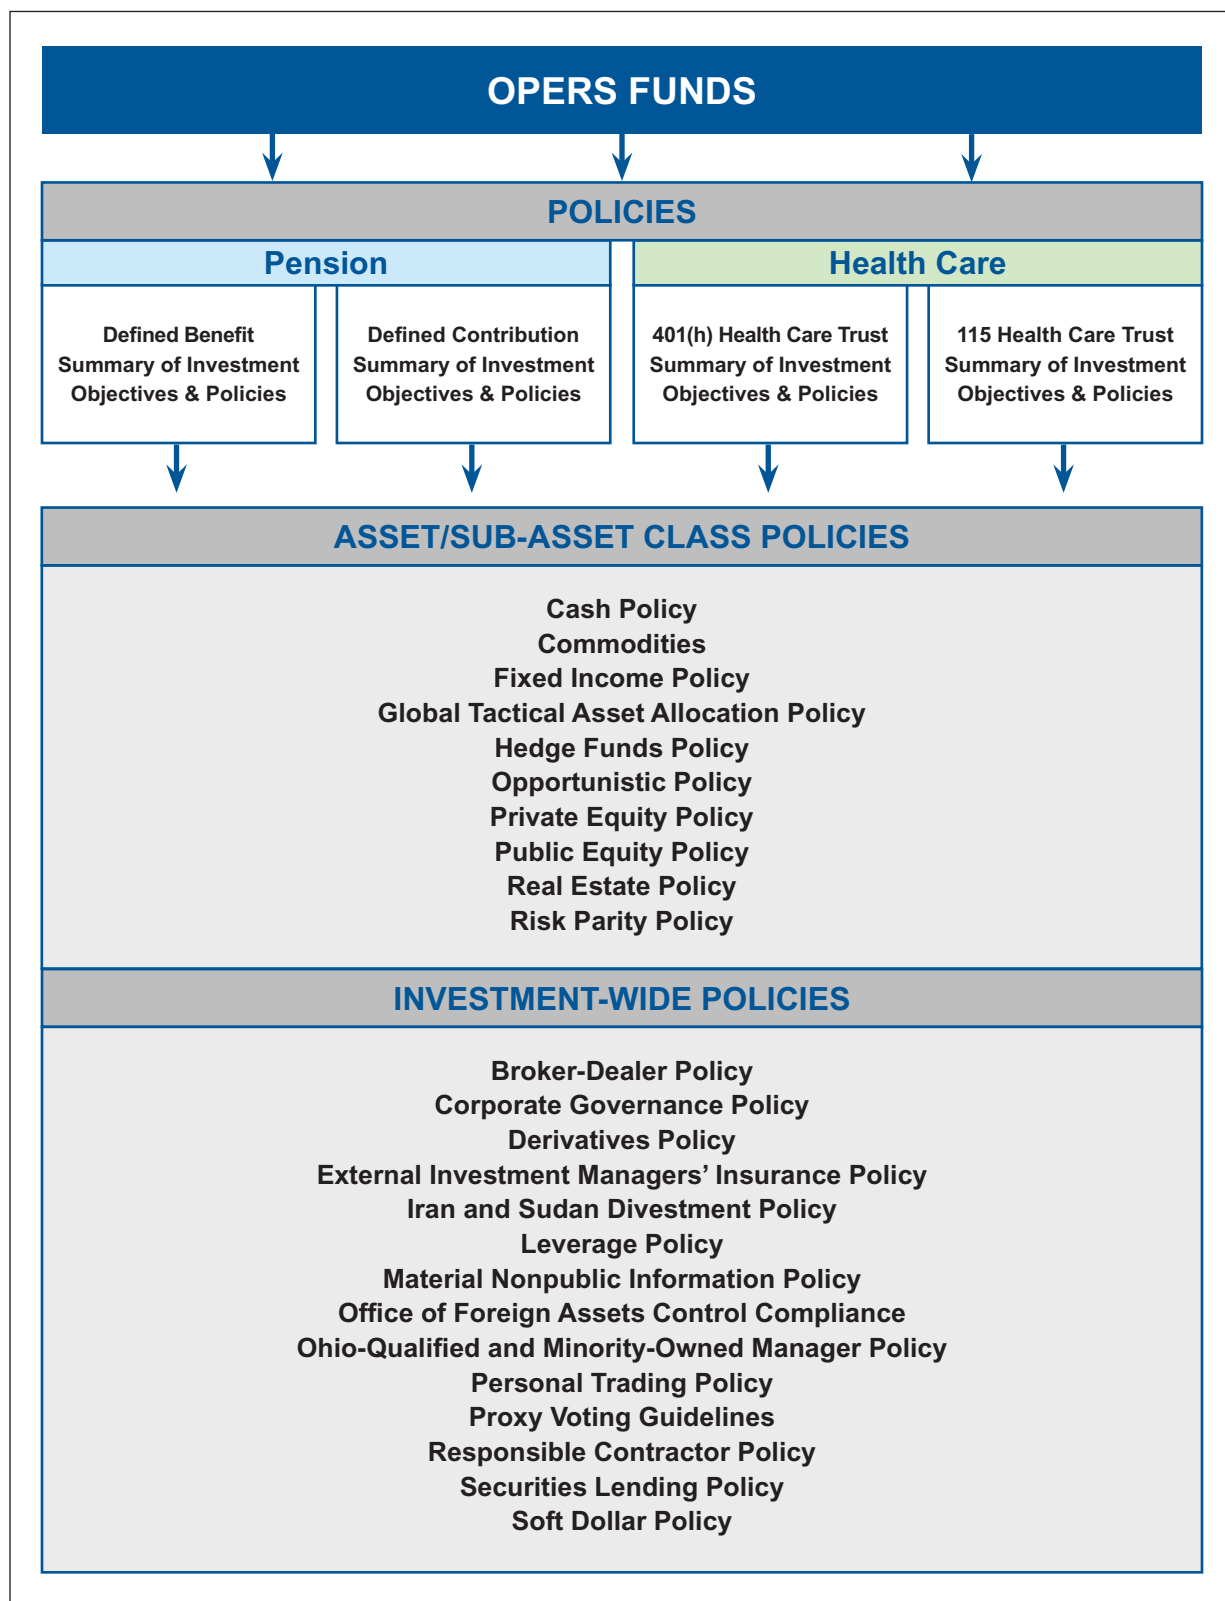 OPERS FUNDS
POLICIES
Pension
Health Care
Defined Benefit
Summary of Investment
Objectives & Policies
Defined Contribution
Summary of Investment
Objectives & Policies
401(h) Health Care Trust
Summary of Investment
Objectives & Policies
115 Health Care Trust
Summary of Investment
Objectives & Policies
ASSET/SUB-ASSET CLASS POLICIES
Cash Policy
Commodities
Fixed Income Policy
Global Tactical Asset Allocation Policy
Hedge Funds Policy
Opportunistic Policy
Private Equity Policy
Public Equity Policy
Real Estate Policy
Risk Parity Policy
INVESTMENT-WIDE POLICIES
Broker-Dealer Policy
Corporate Governance Policy
Derivatives Policy
External Investment Managers’ Insurance Policy
Iran and Sudan Divestment Policy
Leverage Policy
Material Nonpublic Information Policy
Office of Foreign Assets Control Compliance
Ohio-Qualified and Minority-Owned Manager Policy
Personal Trading Policy
Proxy Voting Guidelines
Responsible Contractor Policy
Securities Lending Policy
Soft Dollar Policy